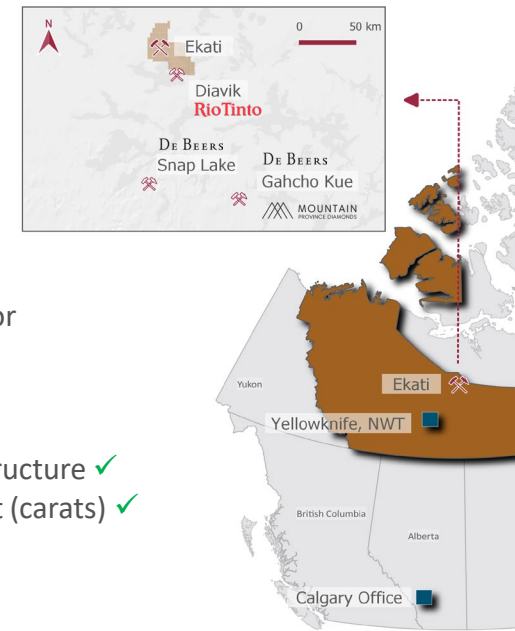 N
0 50 km
Ekati
Diavik
RioTinto
DE BEERS
Snap Lake
DE BEERS
Gahcho Kue
MOUNTAIN
PROVINCE DIAMONDS
or
ructure ✓
t (carats) ✓
Yukon
Ekati
Yellowknife, NWT
British Columbia
Alberta
Calgary Office